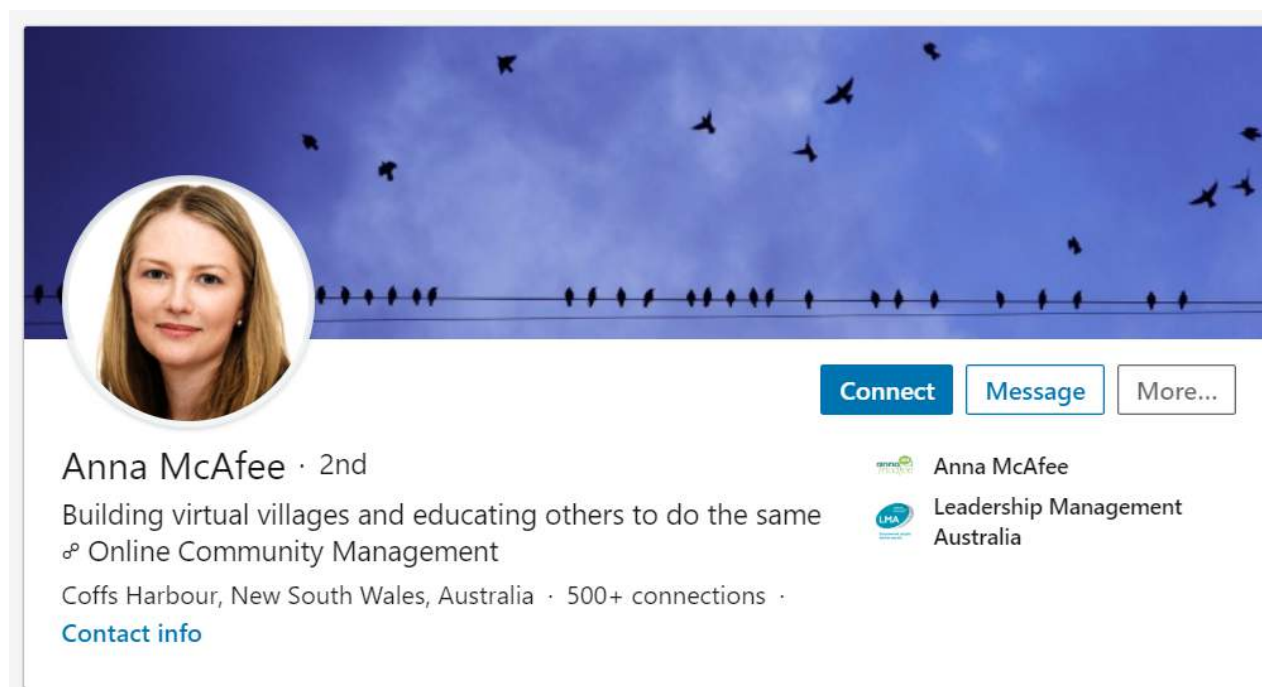 Connect
Message
More...
Anna McAfee · 2nd
Building virtual villages and educating others to do the same
🔗 Online Community Management
Coffs Harbour, New South Wales, Australia · 500+ connections ·
Contact info
Anna McAfee
LMA
Leadership Management
Australia